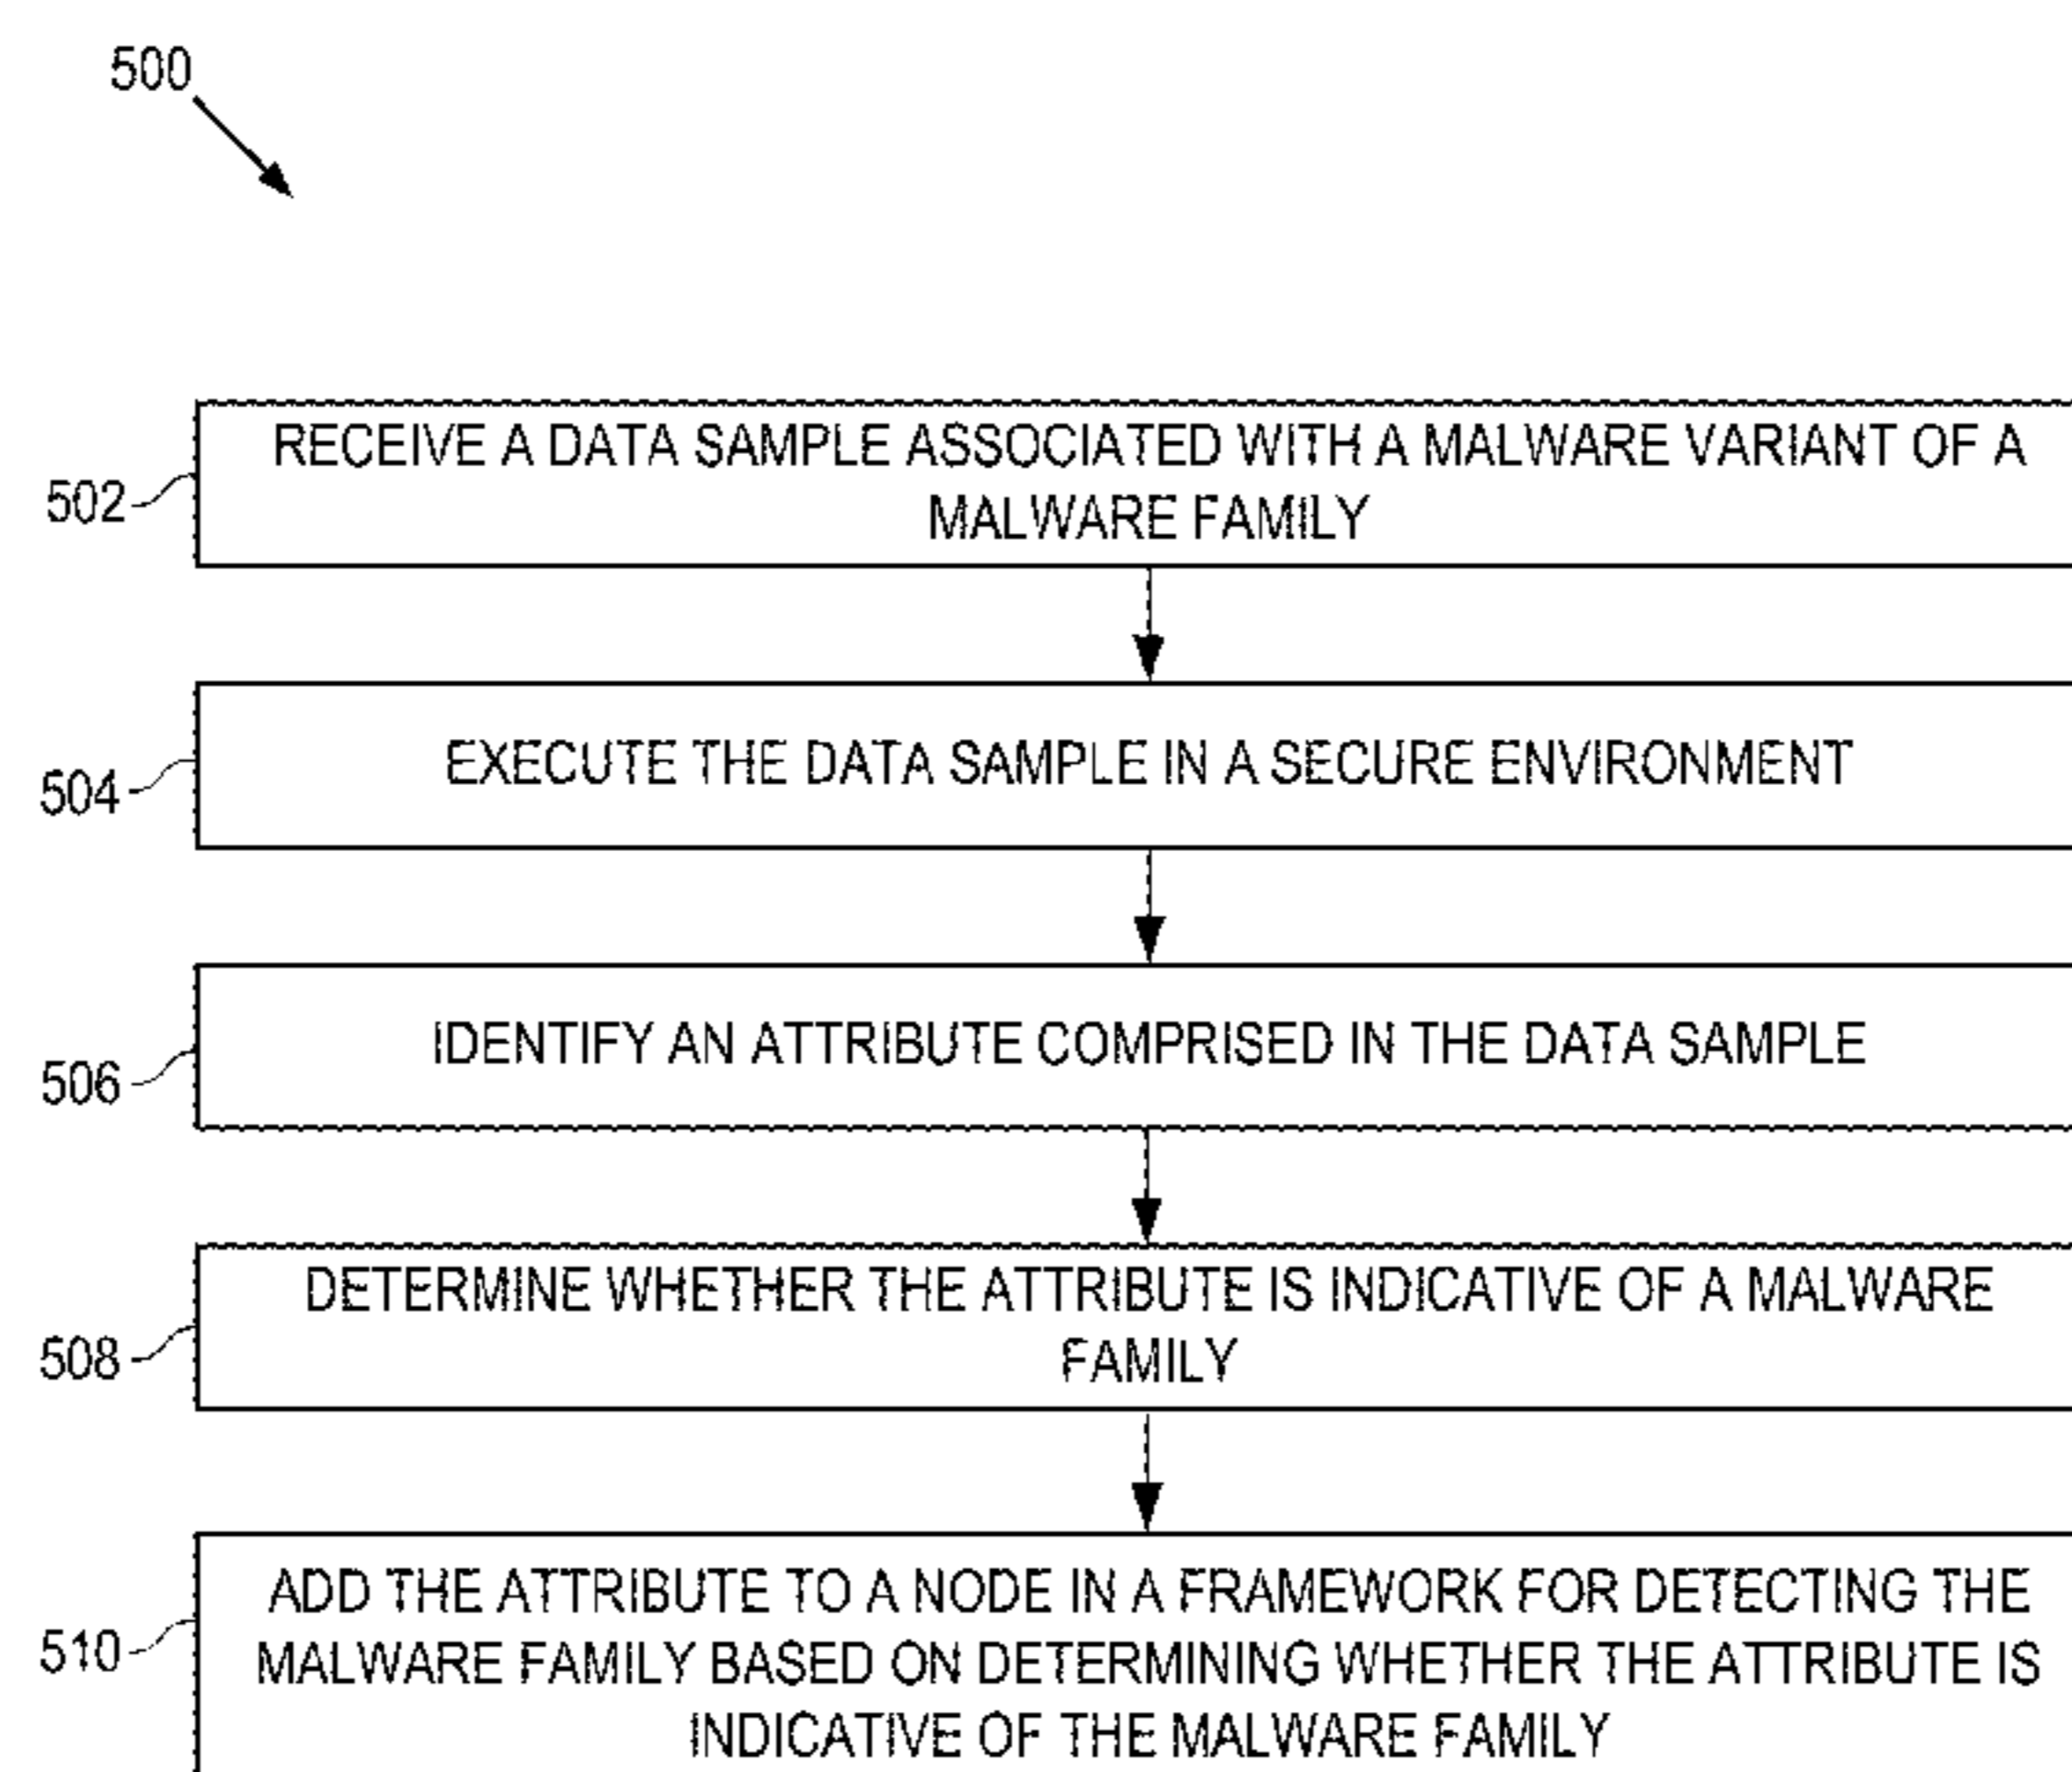 500
502
RECEIVE A DATA SAMPLE ASSOCIATED WITH A MALWARE VARIANT OF A
MALWARE FAMILY
504
EXECUTE THE DATA SAMPLE IN A SECURE ENVIRONMENT
506
IDENTIFY AN ATTRIBUTE COMPRISED IN THE DATA SAMPLE
508
DETERMINE WHETHER THE ATTRIBUTE IS INDICATIVE OF A MALWARE
FAMILY
510
ADD THE ATTRIBUTE TO A NODE IN A FRAMEWORK FOR DETECTING THE
MALWARE FAMILY BASED ON DETERMINING WHETHER THE ATTRIBUTE IS
INDICATIVE OF THE MALWARE FAMILY